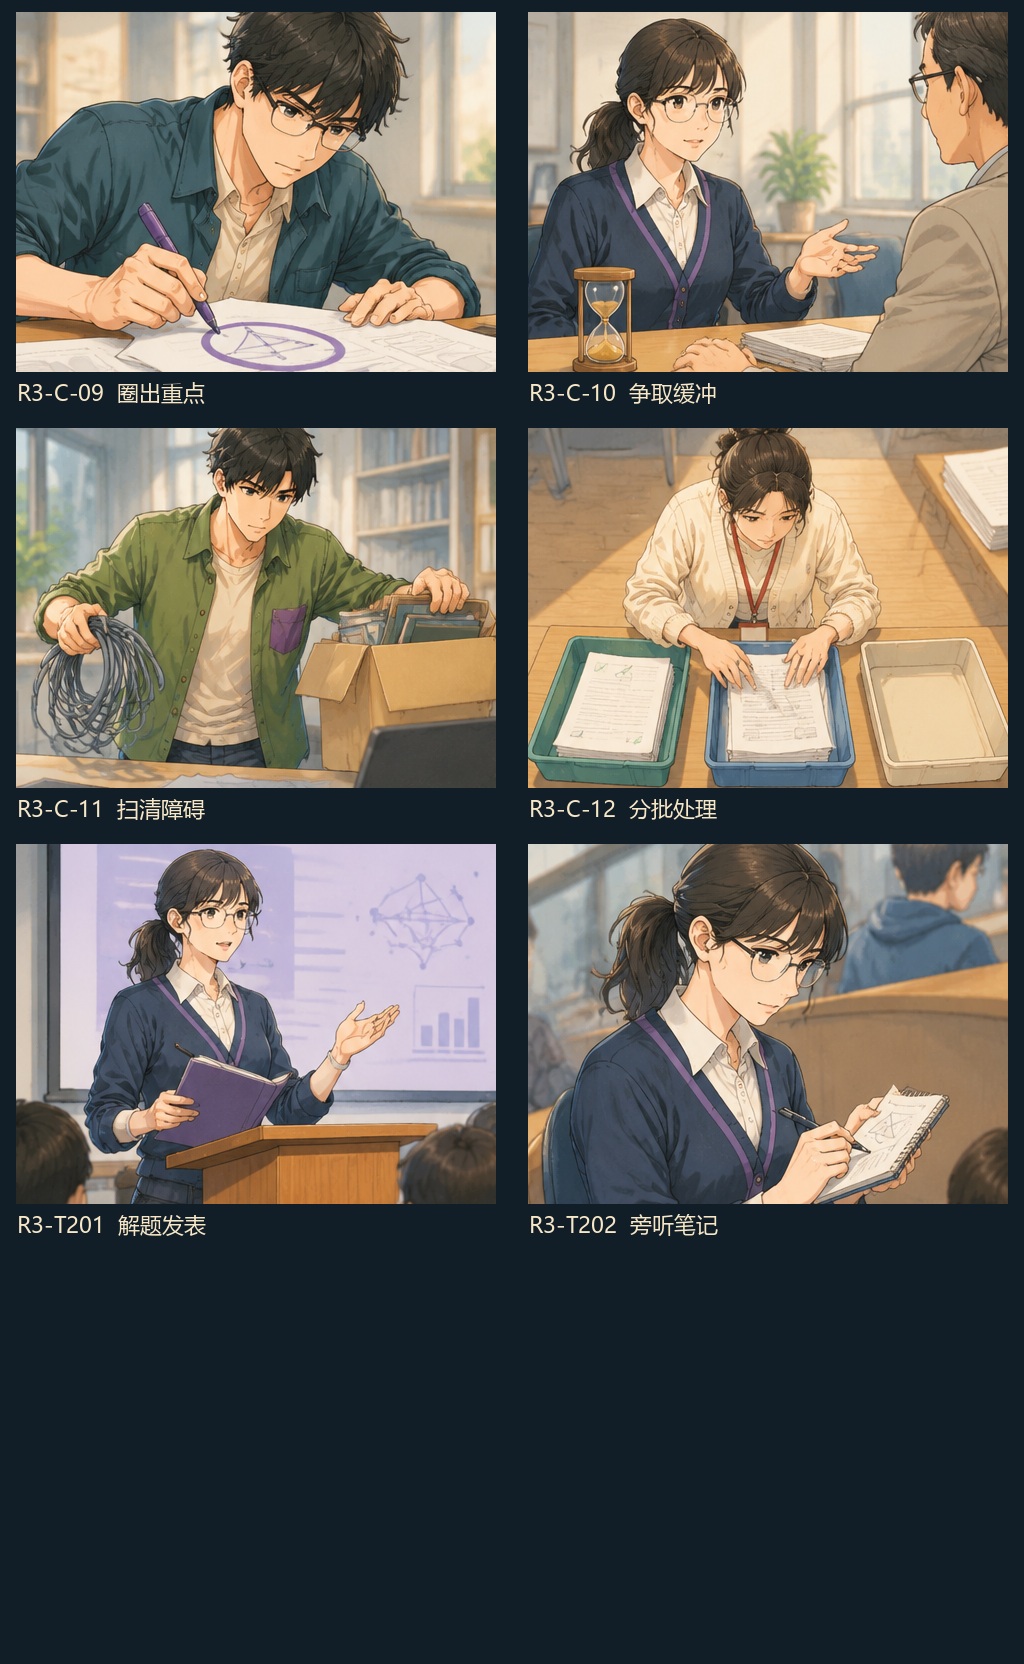 R3-C-09 圈出重点
R3-C-10 争取缓冲
R3-C-11 扫清障碍
R3-C-12 分批处理
R3-T201 解题发表
R3-T202 旁听笔记